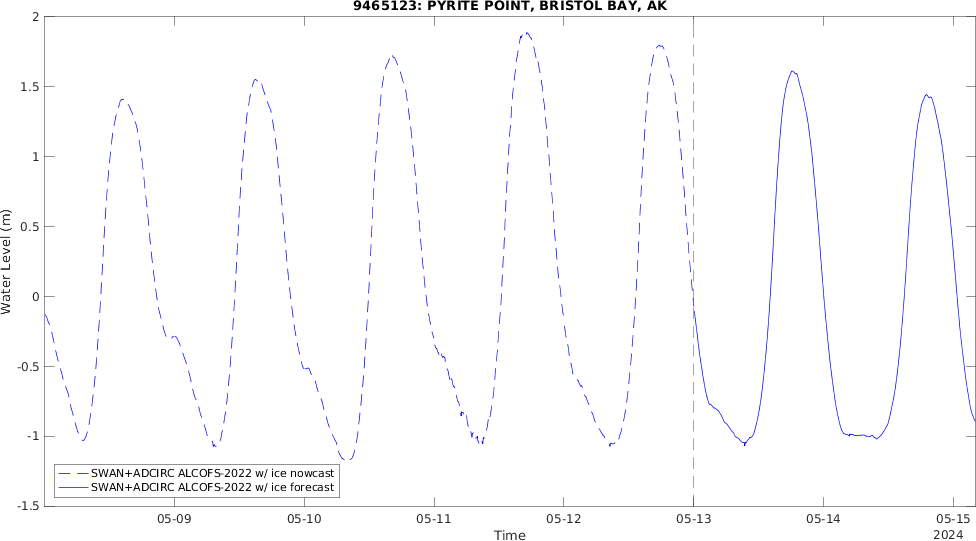 9465123: PYRITE POINT, BRISTOL BAY, AK
2
1.5
1
0.5
0
-0.5
-1
-1.5
Water Level (m)
SWAN+ADCIRC ALCOFS-2022 w/ ice nowcast
SWAN+ADCIRC ALCOFS-2022 w/ ice forecast
05-09 05-10 05-11 05-12 05-13 05-14 05-15
Time
2024